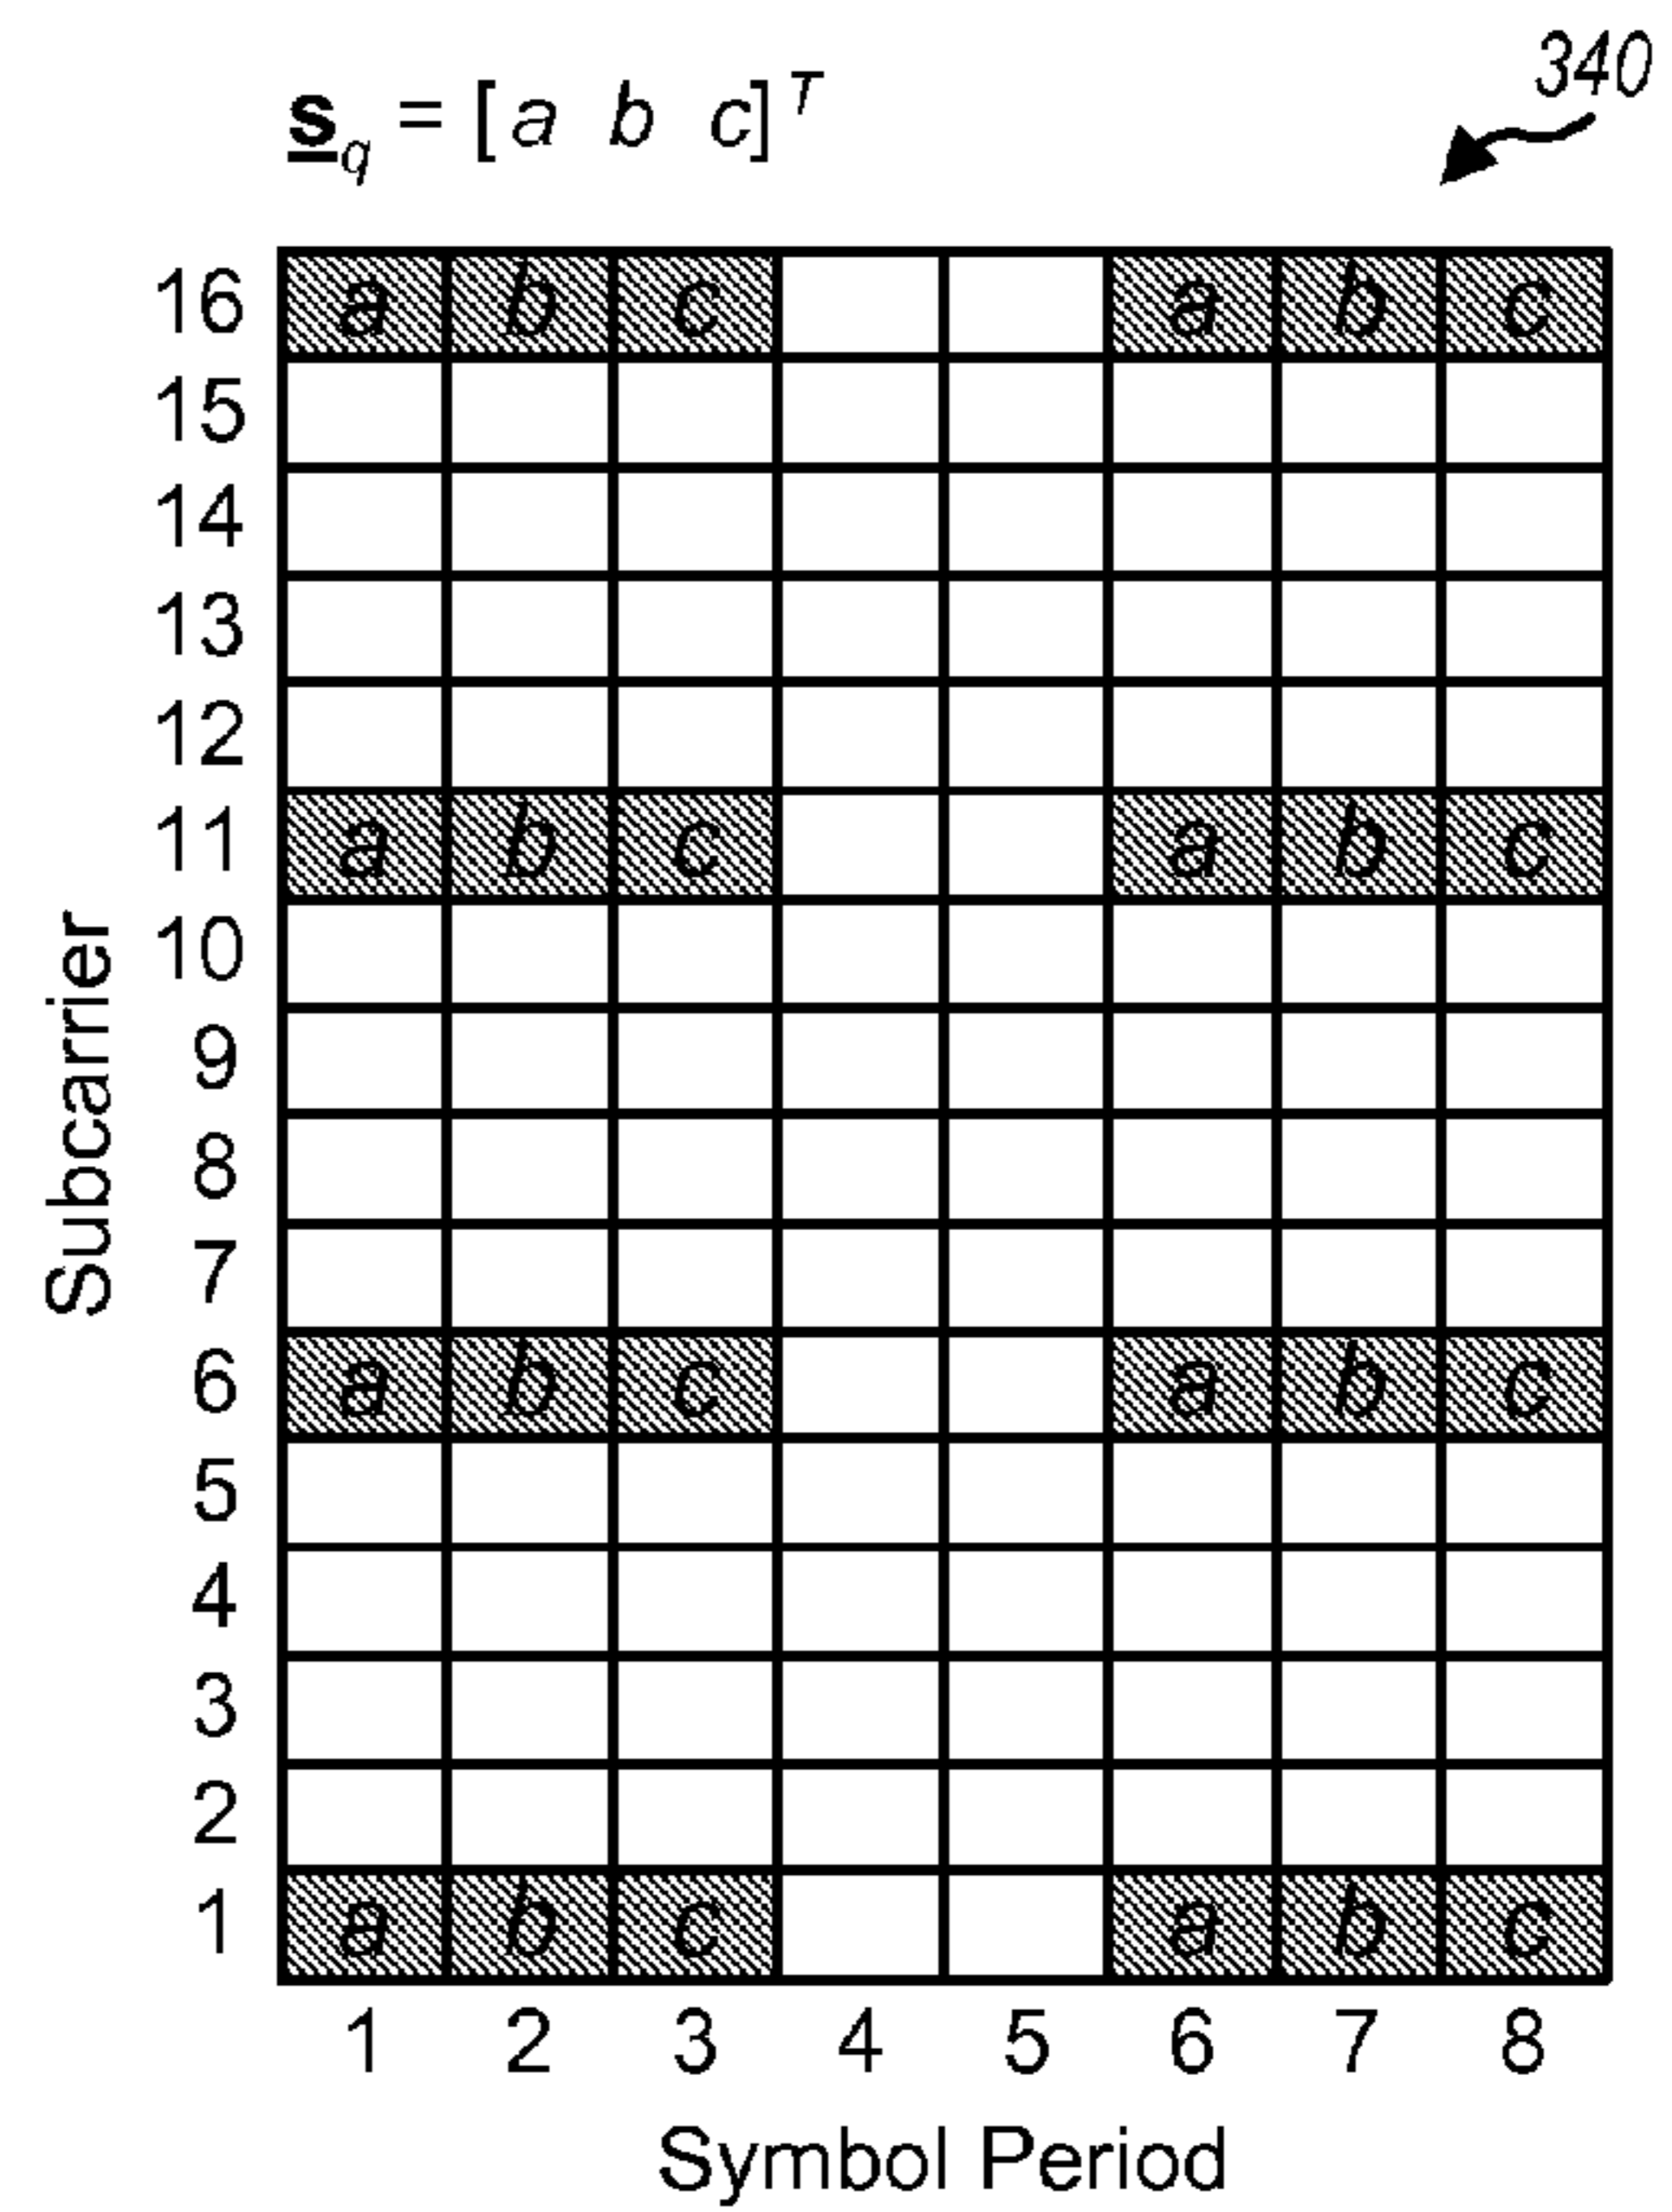 340
s_q = [a b c]^T
16 a b c a b c
15
14
13
12
11 a b c a b c
10
9
8
7
6 a b c a b c
5
4
3
2
1 a b c a b c
1 2 3 4 5 6 7 8
Subcarrier
Symbol Period